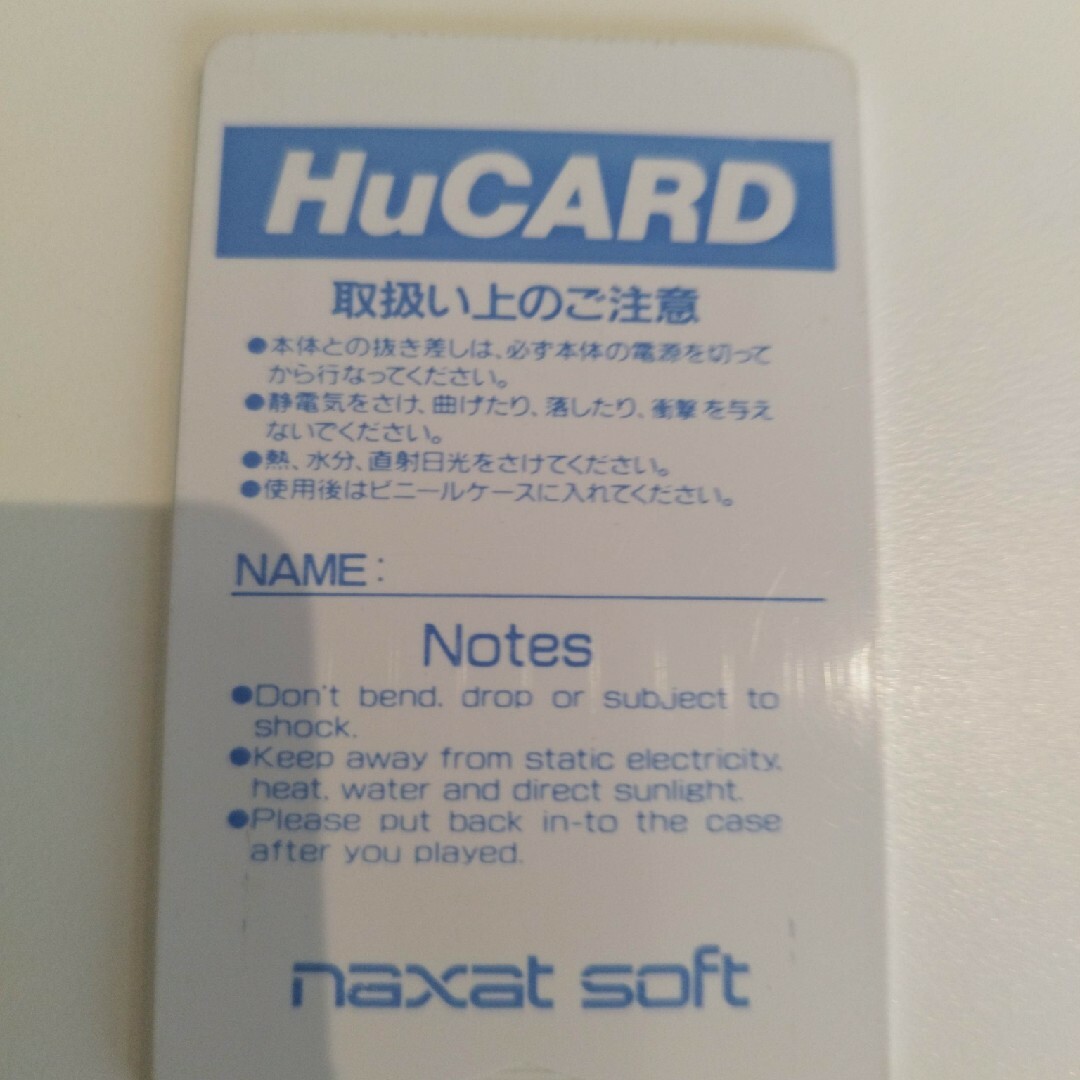 HuCARD
取扱い上のご注意
●本体との抜き差しは、必ず本体の電源を切って
から行なってください。
●静電気をさけ、曲げたり、落したり、衝撃を与え
ないでください。
●熱、水分、直射日光をさけてください。
●使用後はビニールケースに入れてください。
NAME:
Notes
●Don't bend. drop or subject to
shock.
●Keep away from static electricity.
heat. water and direct sunlight.
●Please put back in-to the case
after you played.
naxat soft